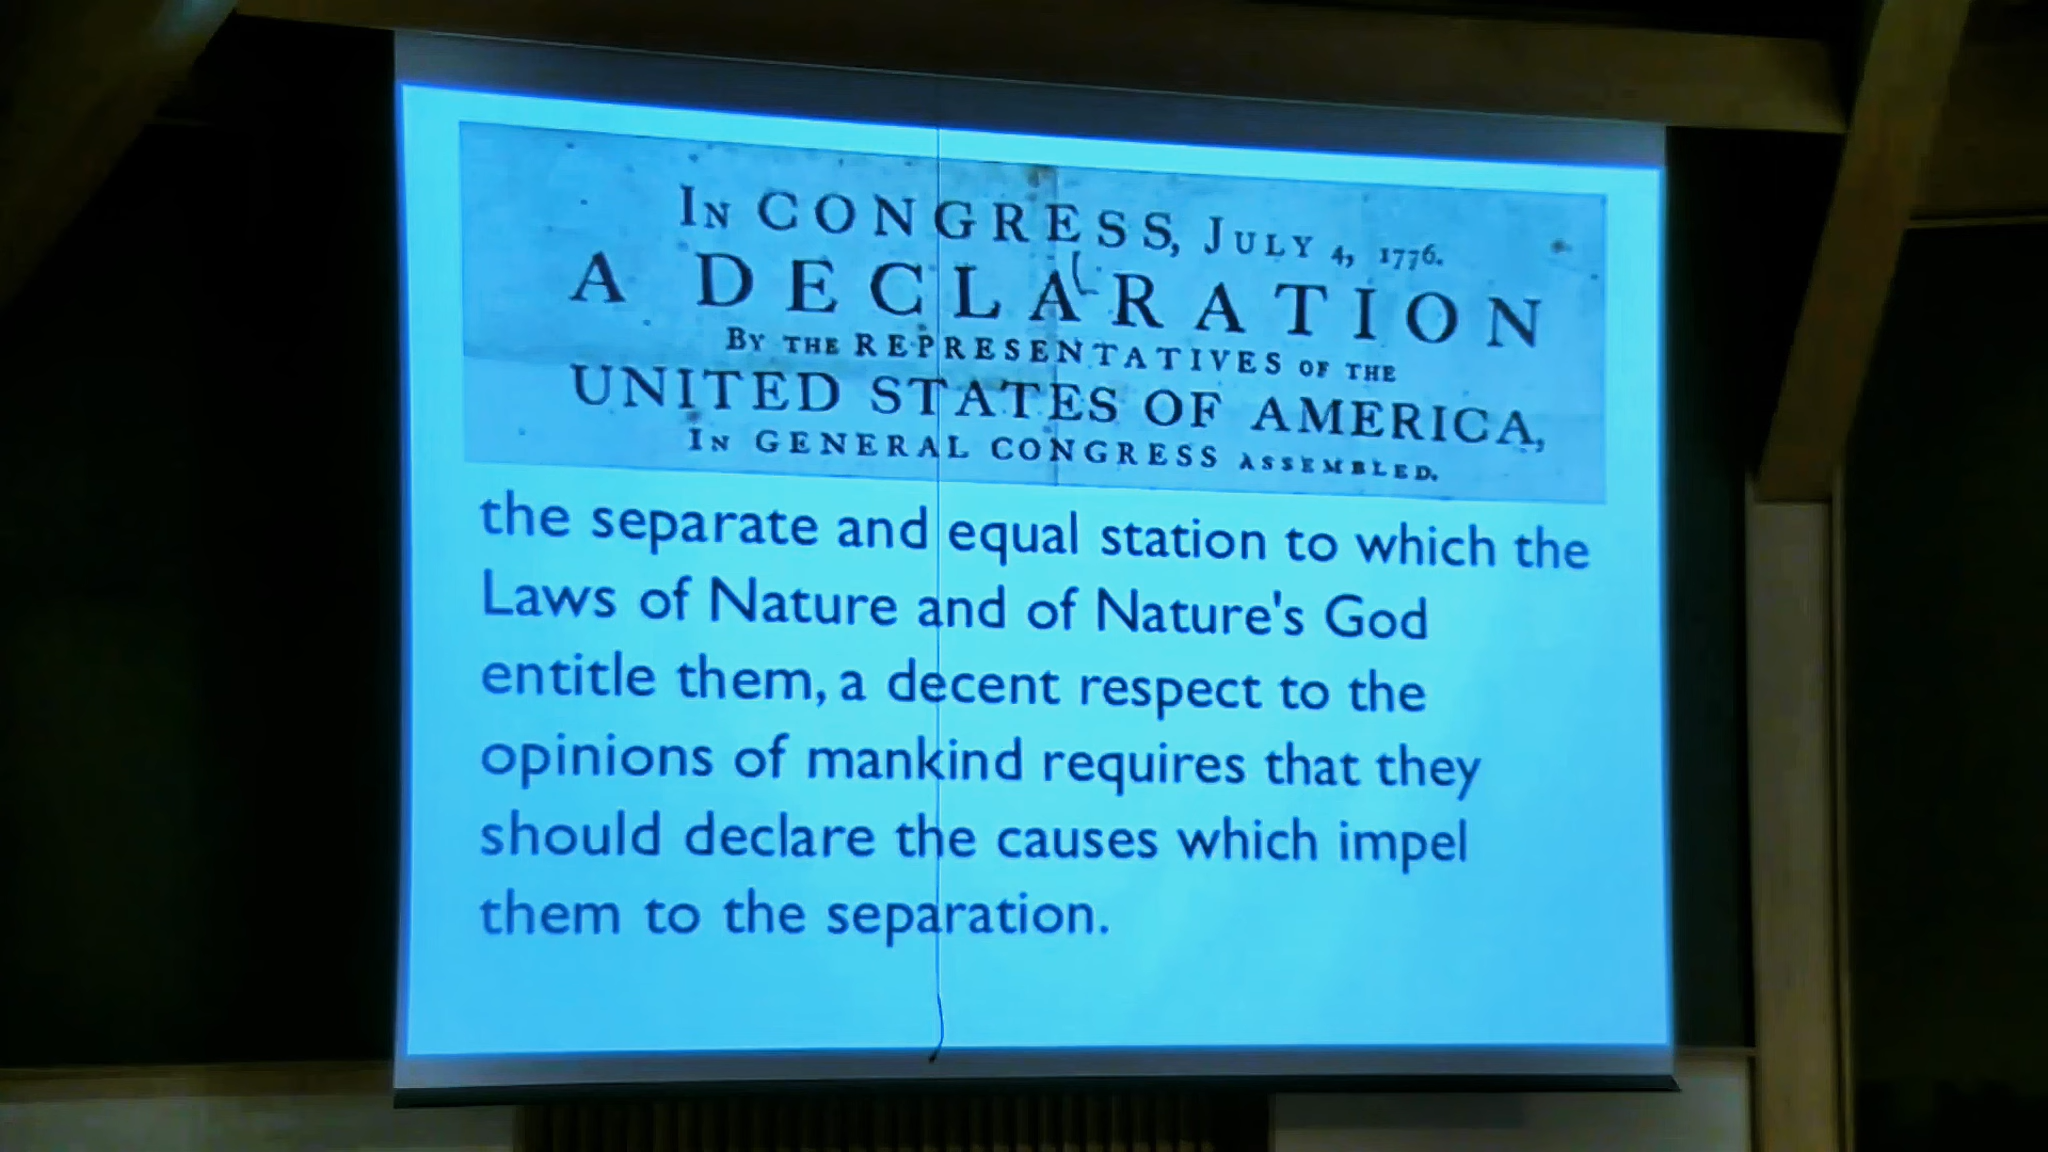 In CONGRESS, July 4, 1776.
A DECLARATION
By the REPRESENTATIVES of the
UNITED STATES OF AMERICA,
In GENERAL CONGRESS assembled.
the separate and equal station to which the
Laws of Nature and of Nature's God
entitle them, a decent respect to the
opinions of mankind requires that they
should declare the causes which impel
them to the separation.